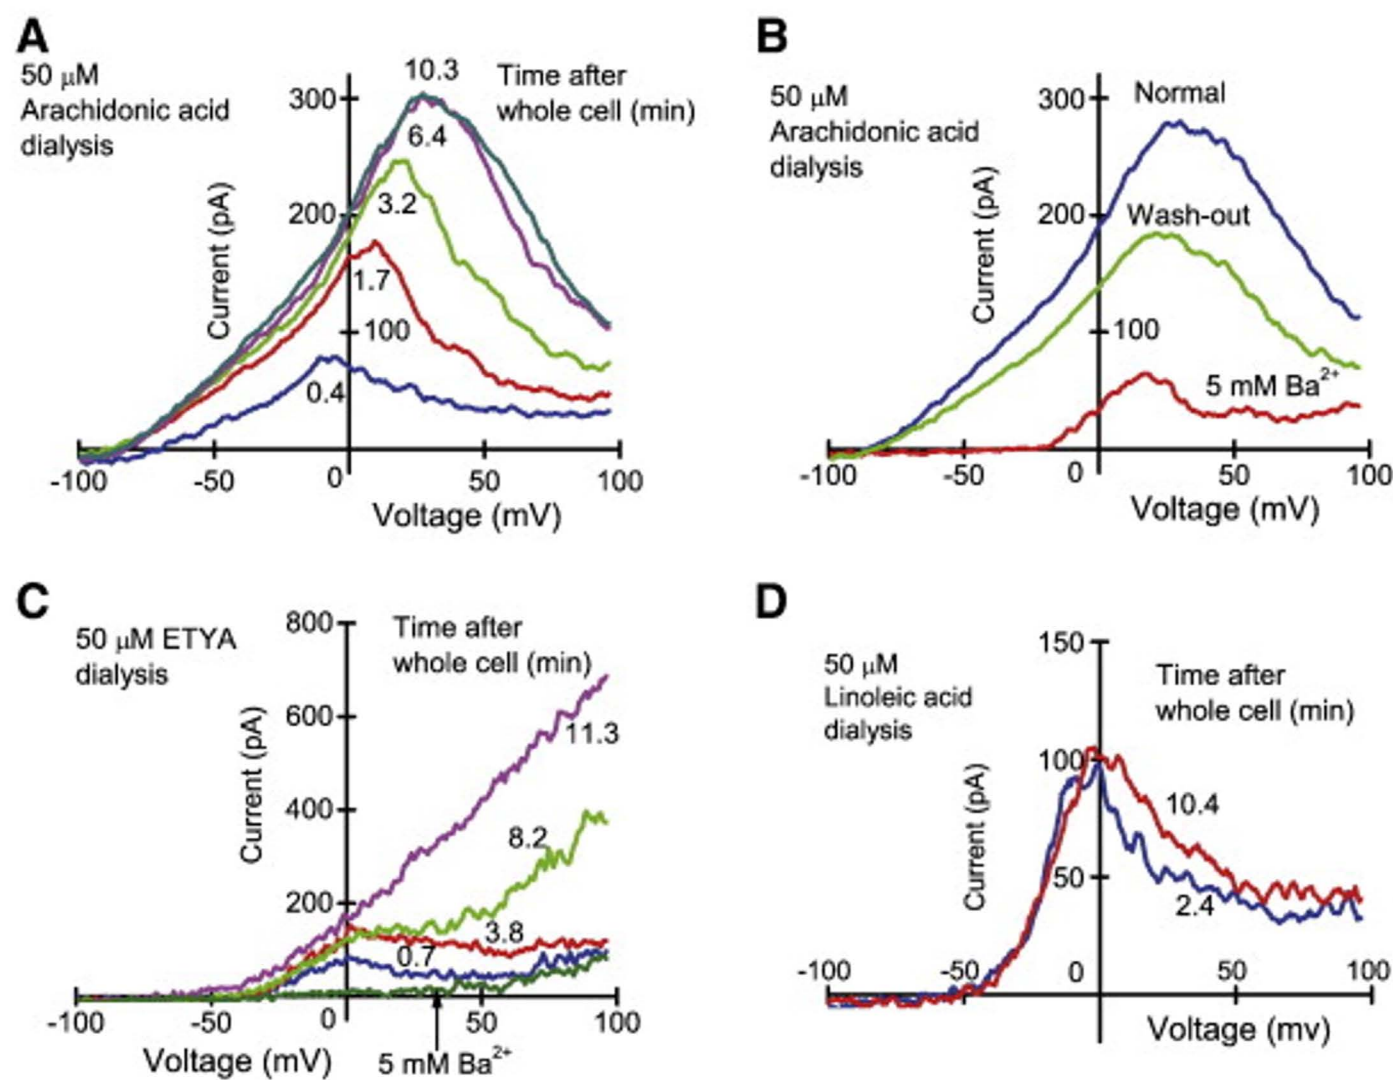 A
50 μM
Arachidonic acid
dialysis
10.3
Time after
whole cell (min)
6.4
3.2
1.7
0.4
300
200
100
Current (pA)
-100
-50
0
50
100
Voltage (mV)
B
50 μM
Arachidonic acid
dialysis
Normal
Wash-out
5 mM Ba²⁺
300
200
100
Current (pA)
-100
-50
0
50
100
Voltage (mV)
C
50 μM ETYA
dialysis
Time after
whole cell (min)
11.3
8.2
3.8
0.7
800
600
400
200
Current (pA)
-100
-50
0
50
100
Voltage (mV)
5 mM Ba²⁺
D
50 μM
Linoleic acid
dialysis
Time after
whole cell (min)
10.4
2.4
150
100
50
Current (pA)
-100
-50
0
50
100
Voltage (mv)